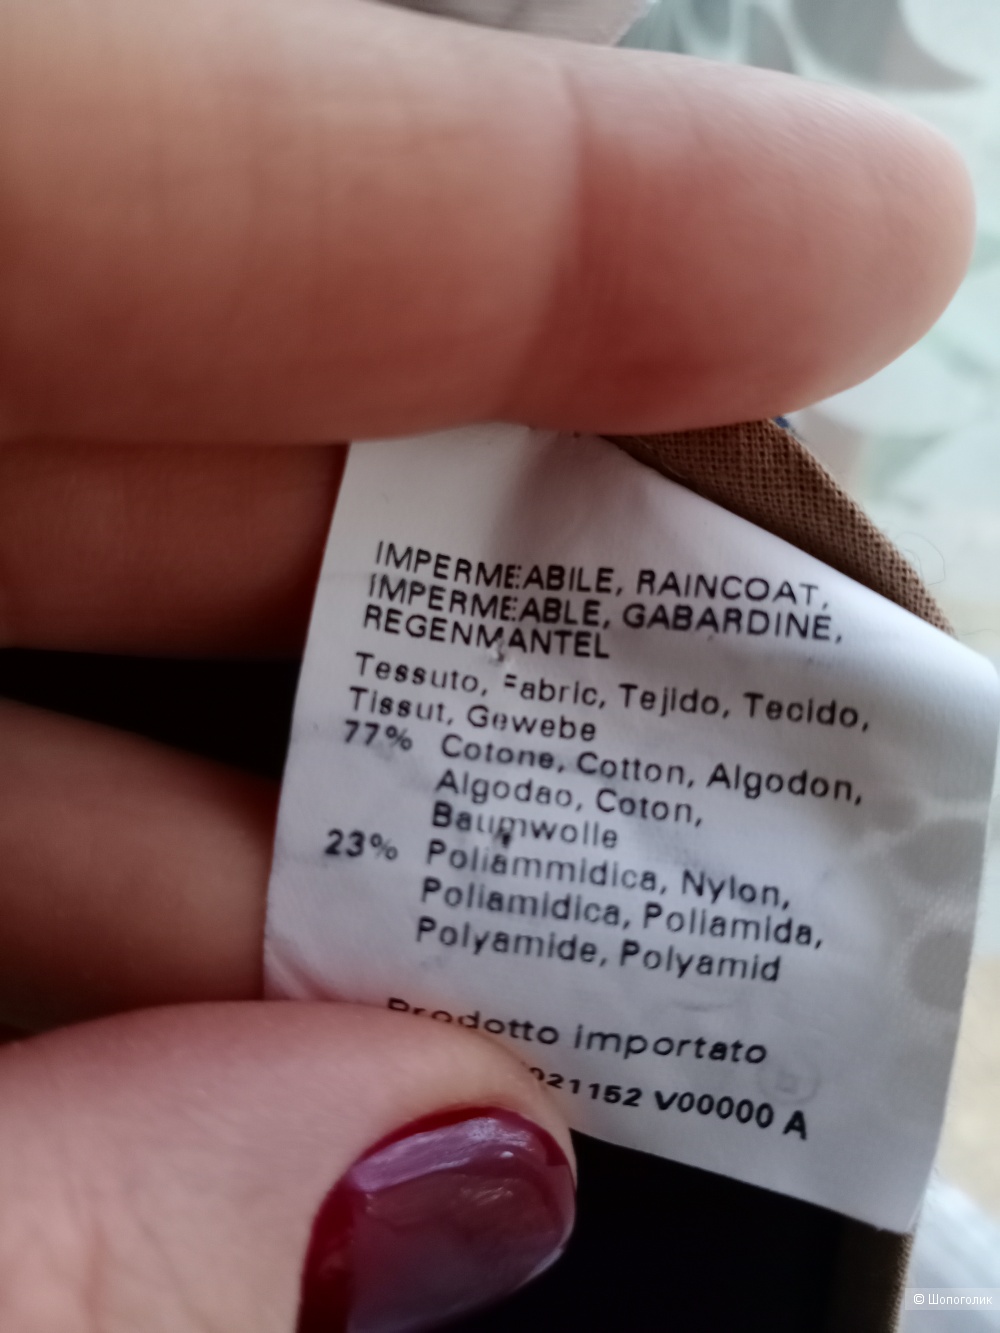 IMPERMEABILE, RAINCOAT,
IMPERMEABLE, GABARDINE,
REGENMANTEL
Tessuto, Fabric, Tejido, Tecido,
Tissut, Gewebe
77% Cotone, Cotton, Algodon,
Algodao, Coton,
Baumwolle
23% Poliammidica, Nylon,
Poliamidica, Poliamida,
Polyamide, Polyamid
Prodotto importato
021152 V00000 A
© Шопоголик